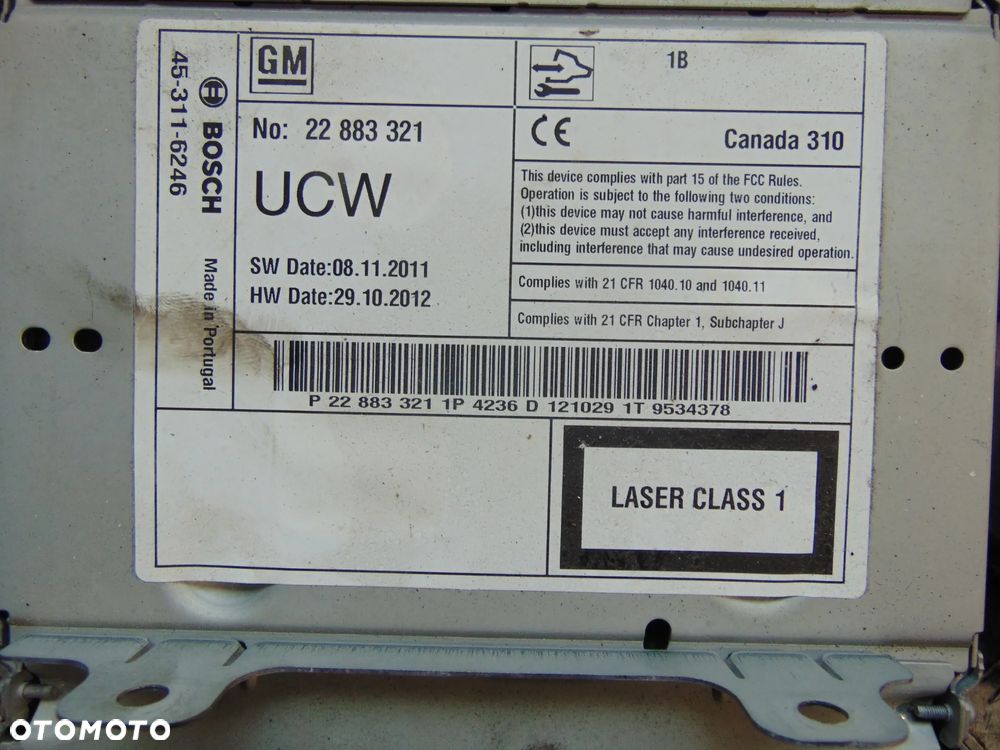 GM
1B
No: 22 883 321
UCW
SW Date:08.11.2011
HW Date:29.10.2012
CE
Canada 310
This device complies with part 15 of the FCC Rules.
Operation is subject to the following two conditions:
(1)this device may not cause harmful interference, and
(2)this device must accept any interference received,
including interference that may cause undesired operation.
Complies with 21 CFR 1040.10 and 1040.11
Complies with 21 CFR Chapter 1, Subchapter J
BOSCH Made in Portugal
45-311-6246
P 22 883 321 1P 4236 D 121029 1T 9534378
LASER CLASS 1
OTOMOTO